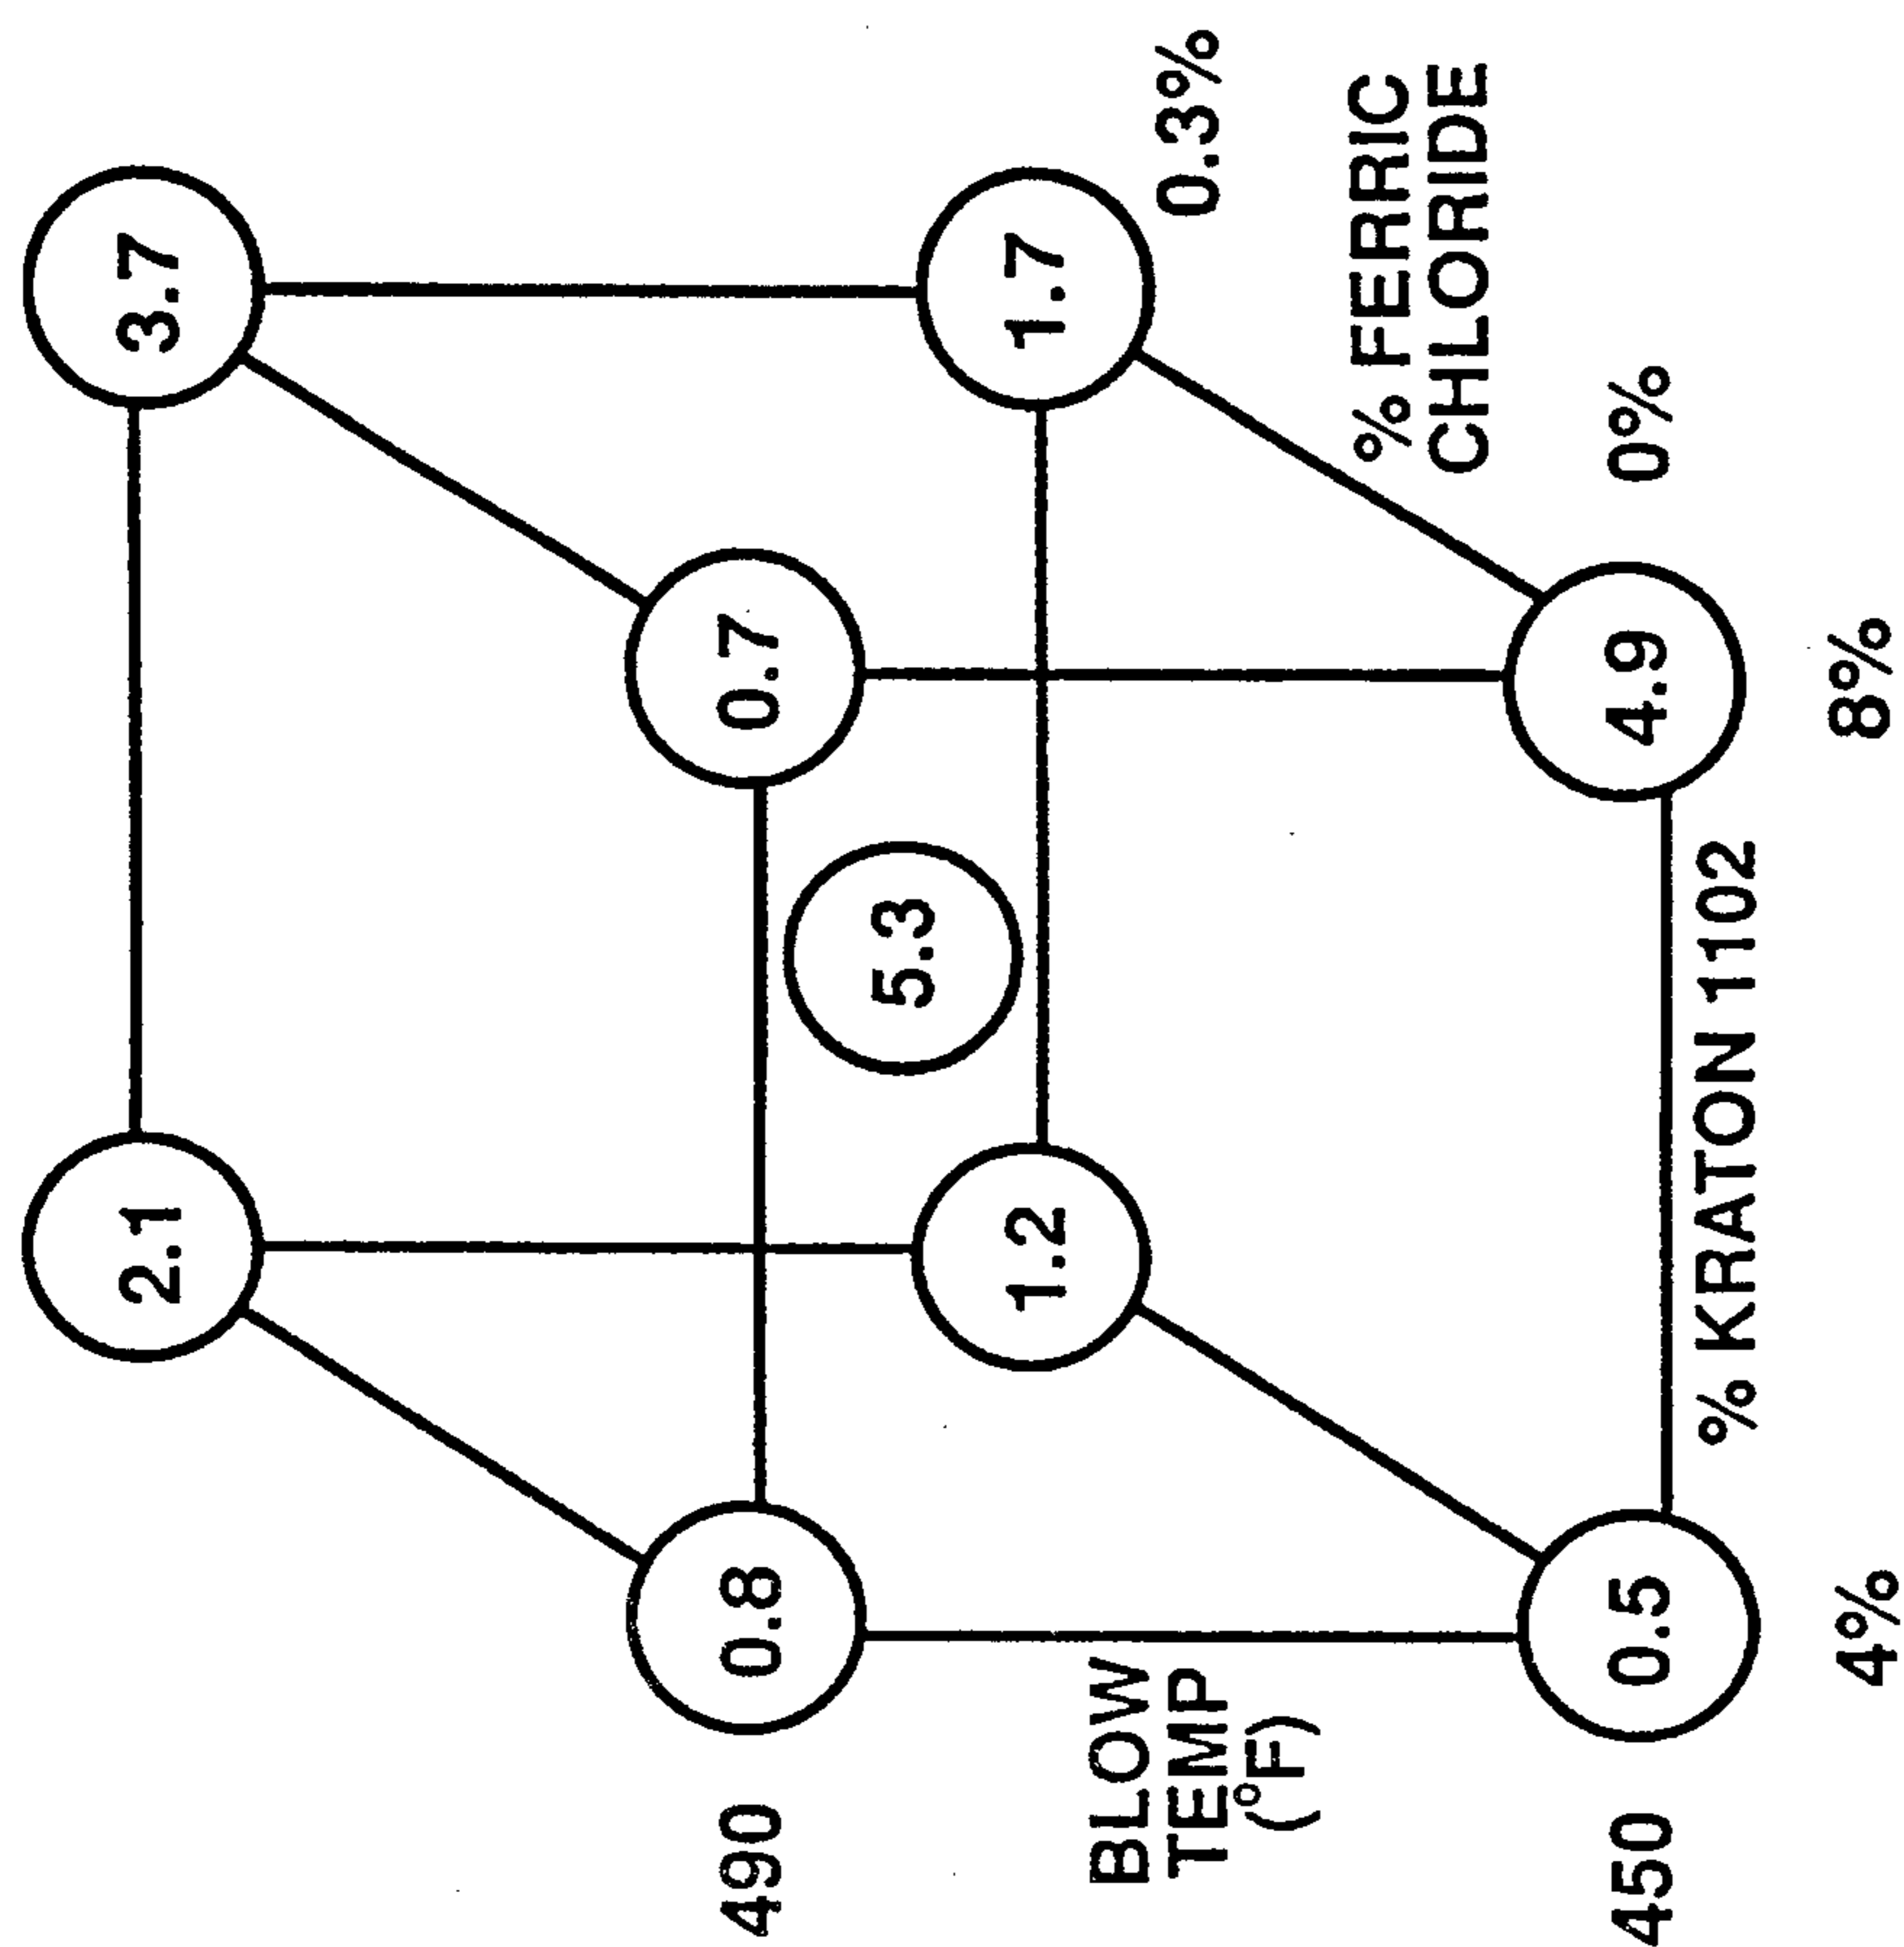 2.1 3.7
490 0.8 0.7
5.3
1.2 1.7
BLOW
TEMP
(°F)
0.3%
% FERRIC
CHLORIDE
450 0.5 4.9 0%
% KRATON 1102
4% 8%